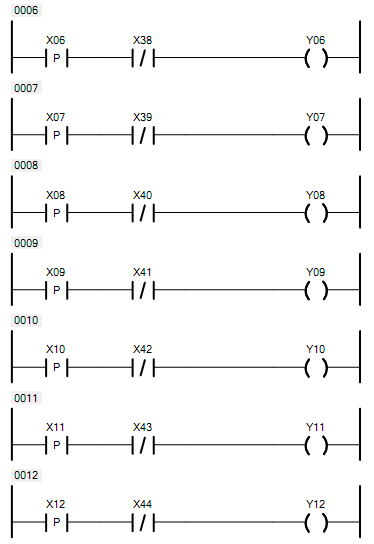 0006
X06 X38 Y06
P
0007
X07 X39 Y07
P
0008
X08 X40 Y08
P
0009
X09 X41 Y09
P
0010
X10 X42 Y10
P
0011
X11 X43 Y11
P
0012
X12 X44 Y12
P